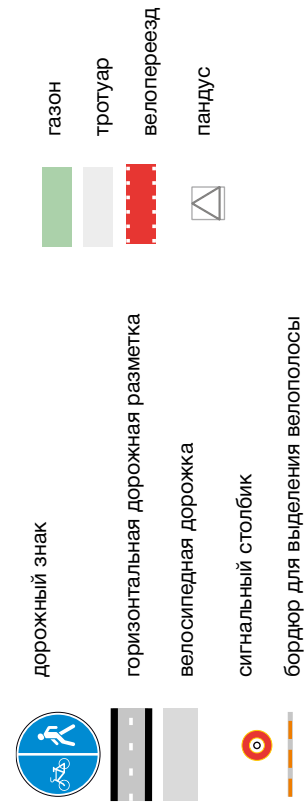 дорожный знак
горизонтальная дорожная разметка
велосипедная дорожка
сигнальный столбик
бордюр для выделения велополосы
газон
тротуар
велопереезд
пандус